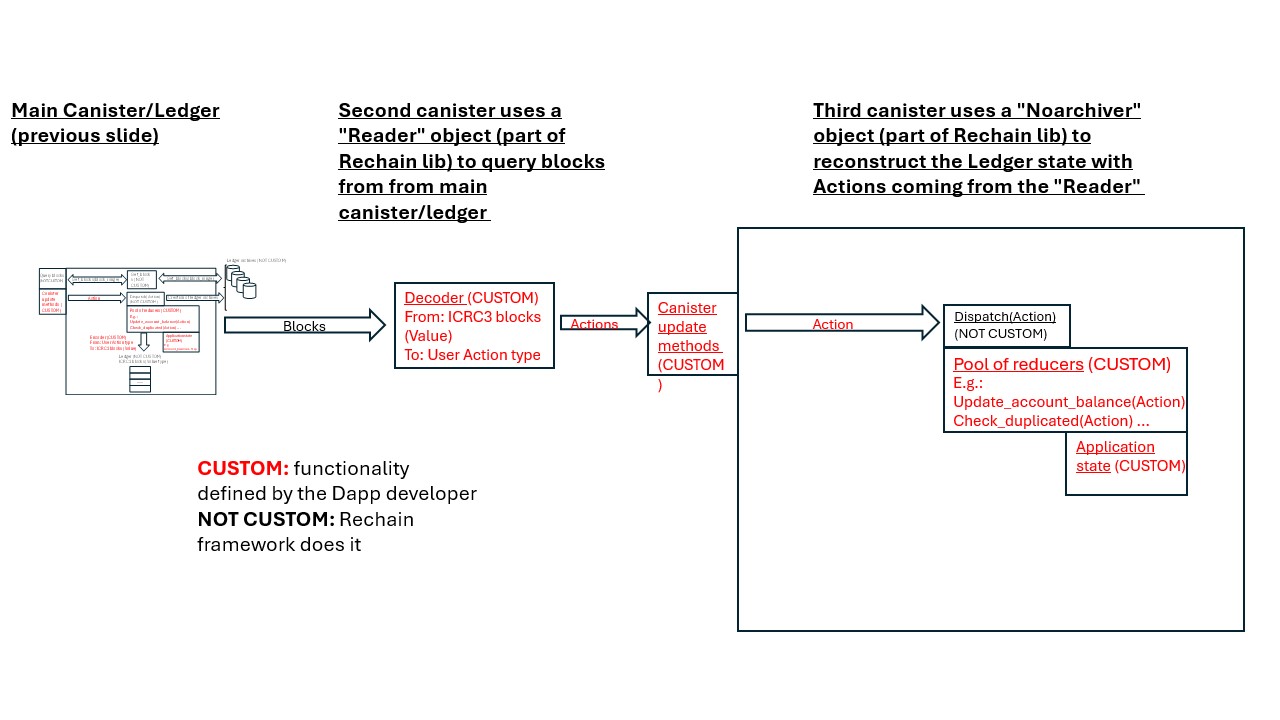 Main Canister/Ledger
(previous slide)
Second canister uses a
"Reader" object (part of
Rechain lib) to query blocks
from from main
canister/ledger
Third canister uses a "Noarchiver"
object (part of Rechain lib) to
reconstruct the Ledger state with
Actions coming from the "Reader"
Ledger archives (NOT CUSTOM)
Blocks
Decoder (CUSTOM)
From: ICRC3 blocks
(Value)
To: User Action type
Actions
Canister
update
methods
(CUSTOM
)
Action
Dispatch(Action)
(NOT CUSTOM)
Pool of reducers (CUSTOM)
E.g.:
Update_account_balance(Action)
Check_duplicated(Action) ...
Application
state (CUSTOM)
CUSTOM: functionality
defined by the Dapp developer
NOT CUSTOM: Rechain
framework does it